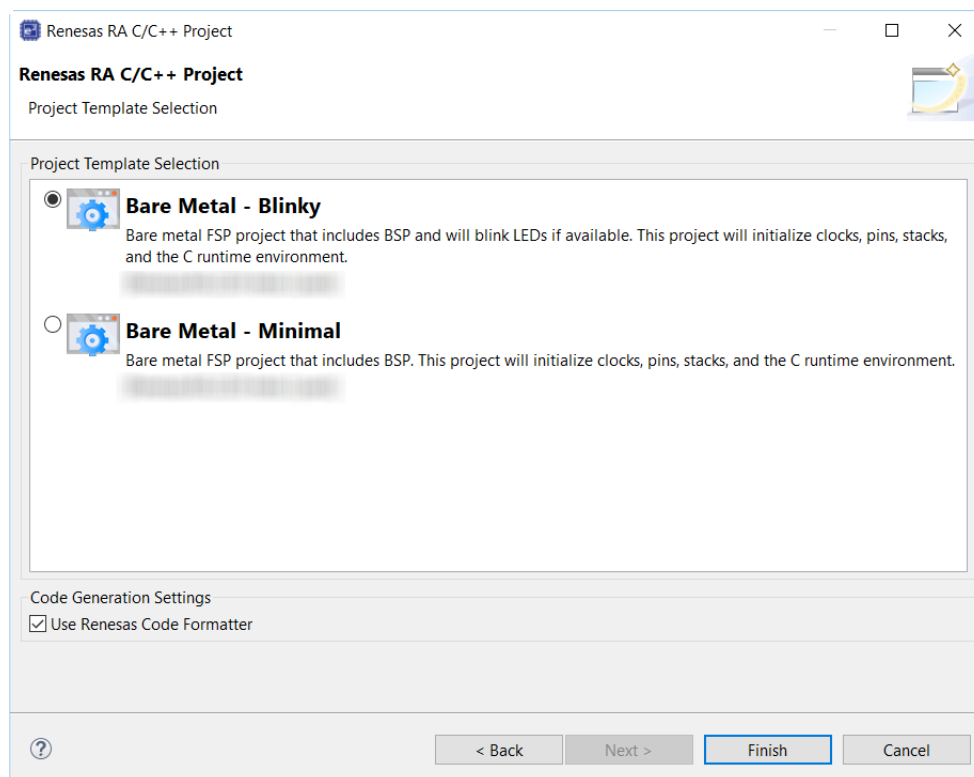 Renesas RA C/C++ Project
Renesas RA C/C++ Project
Project Template Selection
Project Template Selection
Bare Metal - Blinky
Bare metal FSP project that includes BSP and will blink LEDs if available. This project will initialize clocks, pins, stacks,
and the C runtime environment.
Bare Metal - Minimal
Bare metal FSP project that includes BSP. This project will initialize clocks, pins, stacks, and the C runtime environment.
Code Generation Settings
Use Renesas Code Formatter
?
< Back
Next >
Finish
Cancel